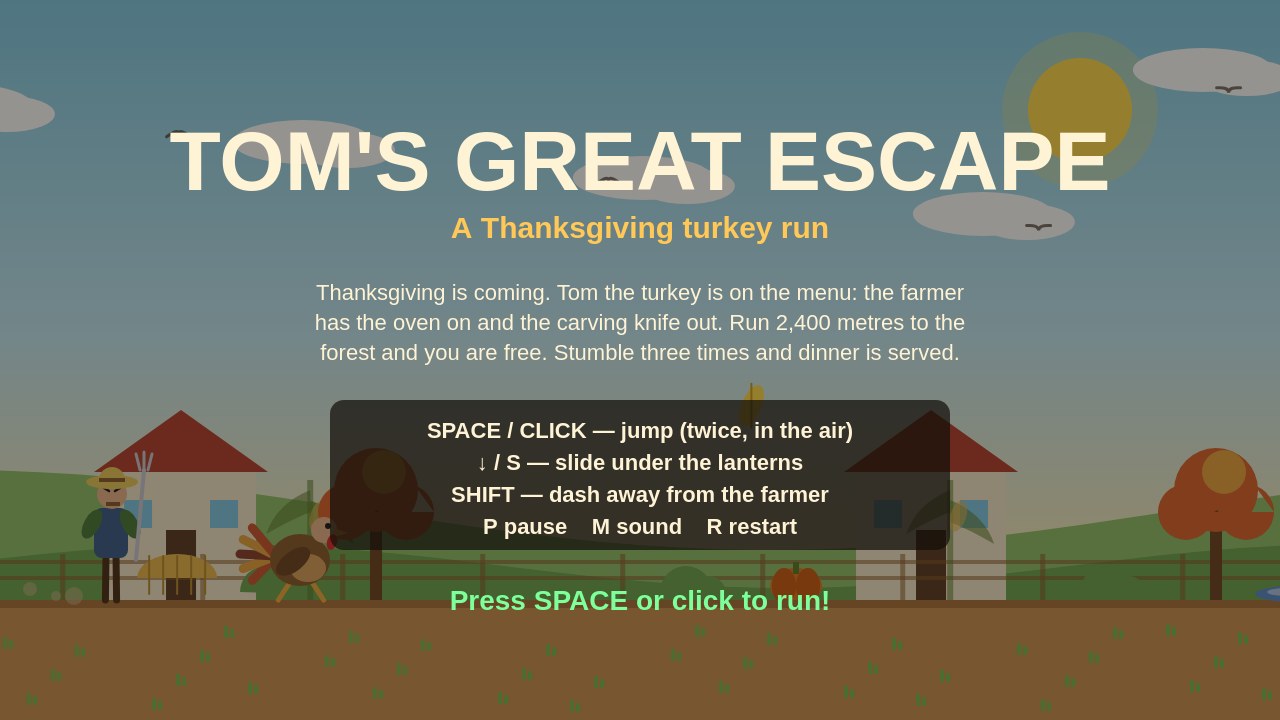 TOM'S GREAT ESCAPE
A Thanksgiving turkey run
Thanksgiving is coming. Tom the turkey is on the menu: the farmer
has the oven on and the carving knife out. Run 2,400 metres to the
forest and you are free. Stumble three times and dinner is served.
SPACE / CLICK — jump (twice, in the air)
↓ / S — slide under the lanterns
SHIFT — dash away from the farmer
P pause    M sound    R restart
Press SPACE or click to run!